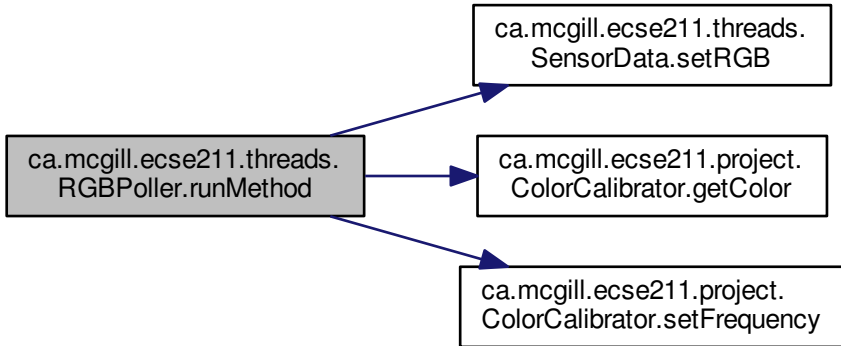 ca.mcgill.ecse211.threads.
SensorData.setRGB
ca.mcgill.ecse211.threads.
RGBPoller.runMethod
ca.mcgill.ecse211.project.
ColorCalibrator.getColor
ca.mcgill.ecse211.project.
ColorCalibrator.setFrequency